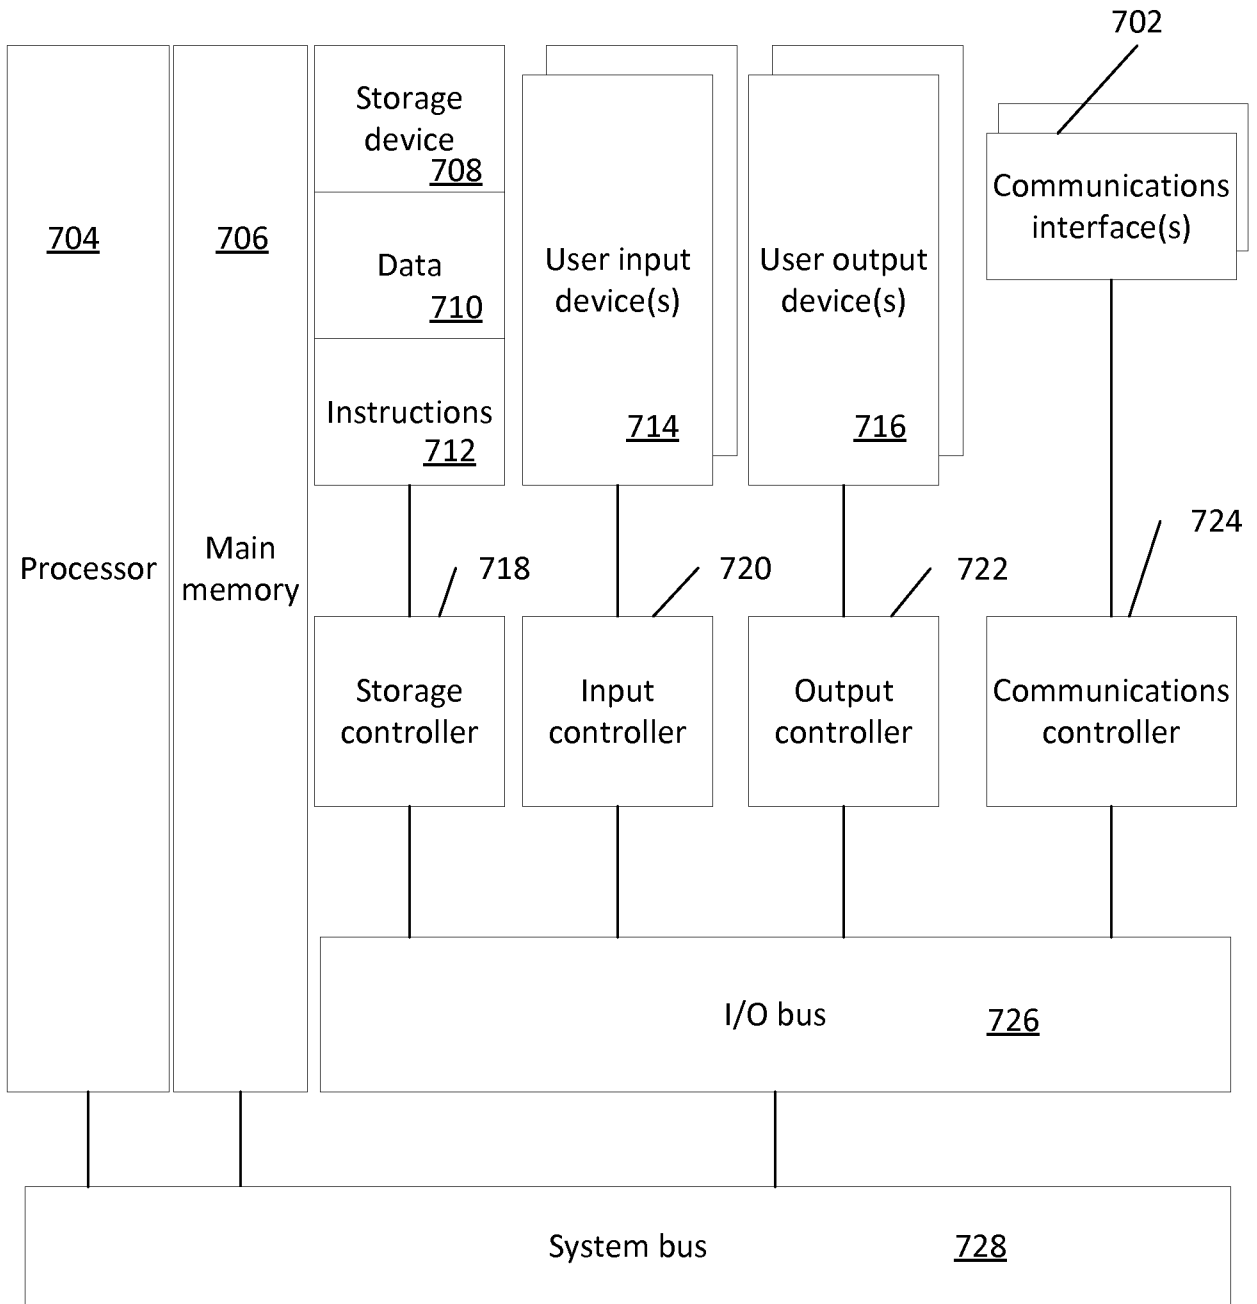 702
Storage
device
708
704
706
Data
710
User input
device(s)
User output
device(s)
Communications
interface(s)
Instructions
712
714
716
724
Processor
Main
memory
718
720
722
Storage
controller
Input
controller
Output
controller
Communications
controller
I/O bus
726
System bus
728